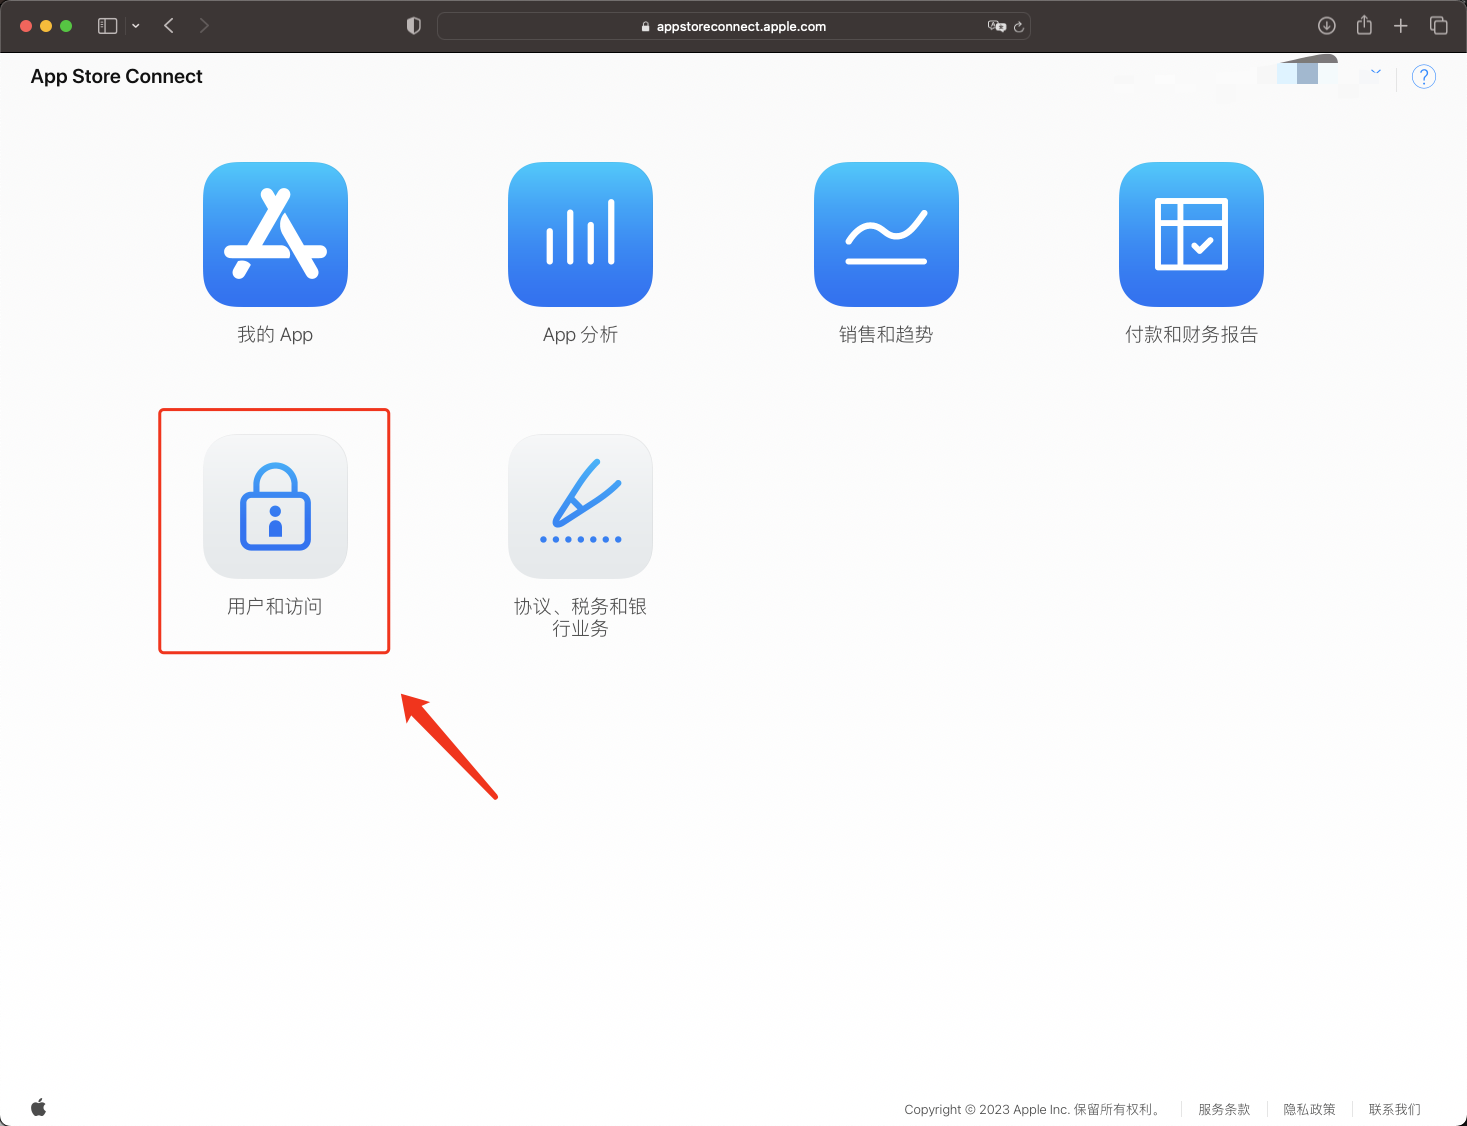 appstoreconnect.apple.com
App Store Connect
我的 App
App 分析
销售和趋势
付款和财务报告
用户和访问
协议、税务和银
行业务
Copyright © 2023 Apple Inc. 保留所有权利。
服务条款
隐私政策
联系我们